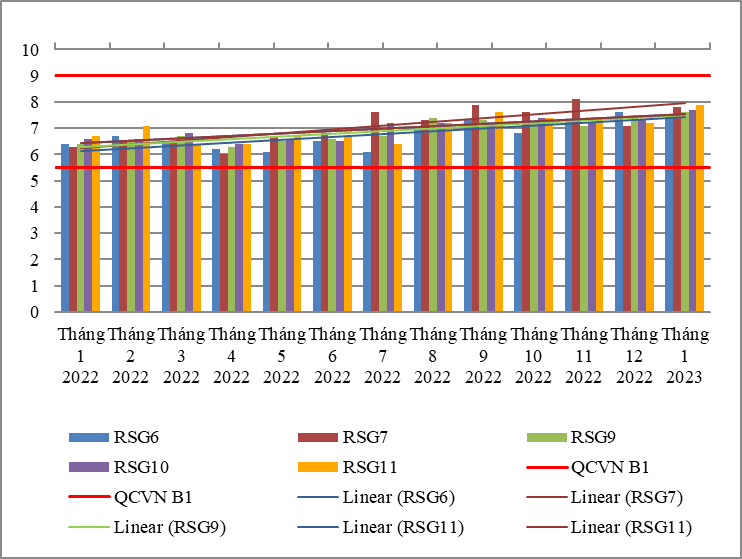 10
9
8
7
6
5
4
3
2
1
0
Tháng Tháng Tháng Tháng Tháng Tháng Tháng Tháng Tháng Tháng Tháng Tháng Tháng
1 2 3 4 5 6 7 8 9 10 11 12 1
2022 2022 2022 2022 2022 2022 2022 2022 2022 2022 2022 2022 2023
RSG6 RSG7 RSG9
RSG10 RSG11 QCVN B1
QCVN B1 Linear (RSG6) Linear (RSG7)
Linear (RSG9) Linear (RSG11) Linear (RSG11)